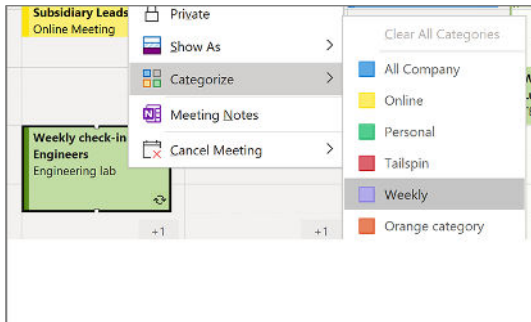 Subsidiary Leads
Online Meeting
Weekly check-in
Engineers
Engineering lab
+1
+1
Private
Show As
Categorize
Meeting Notes
Cancel Meeting
Clear All Categories
All Company
Online
Personal
Tailspin
Weekly
Orange category